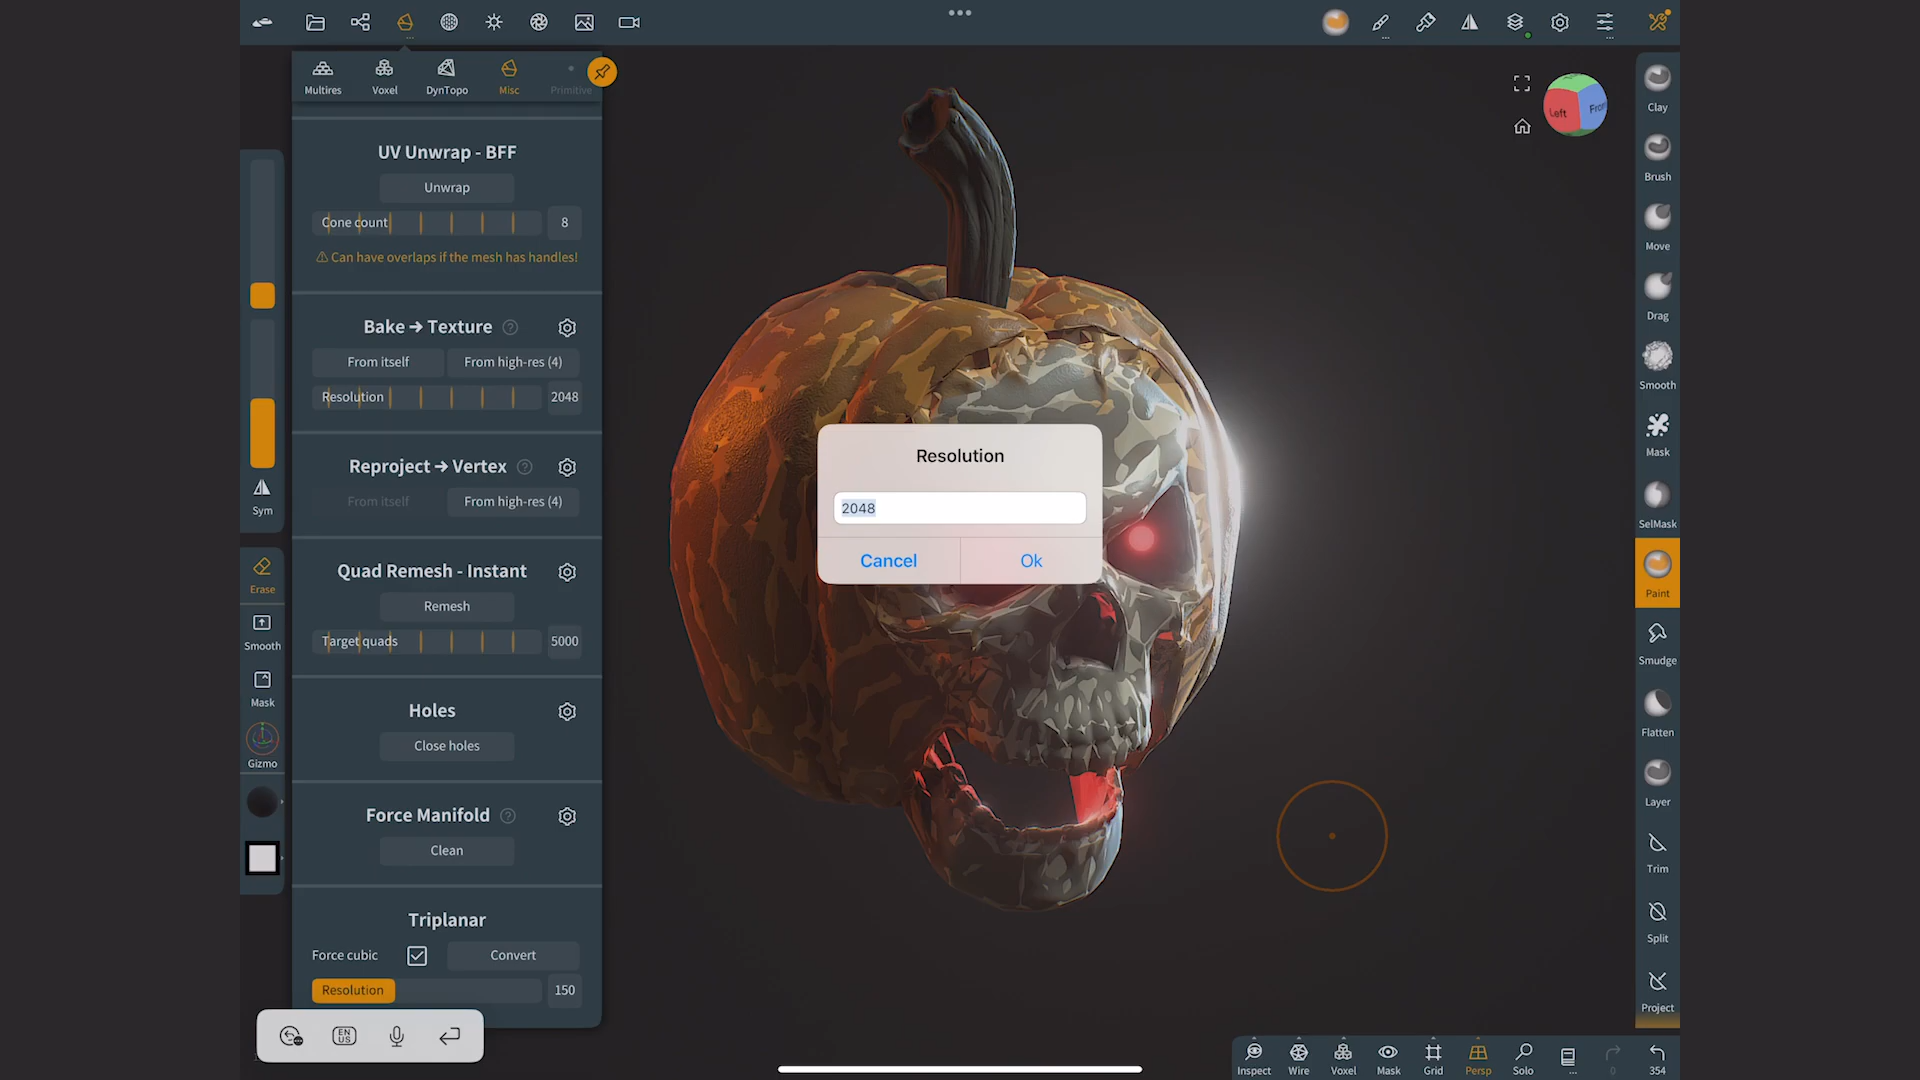 Multires
Voxel
DynTopo
Misc
Primitive
UV Unwrap - BFF
Unwrap
Cone count
8
Can have overlaps if the mesh has handles!
Bake → Texture
From itself
From high-res (4)
Resolution
2048
Reproject → Vertex
From itself
From high-res (4)
Quad Remesh - Instant
Remesh
Target quads
5000
Holes
Close holes
Force Manifold
Clean
Triplanar
Force cubic
Convert
Resolution
150
EN
US
Sym
Erase
Smooth
Mask
Gizmo
Resolution
2048
Cancel
Ok
Left
Clay
Brush
Move
Drag
Smooth
Mask
SelMask
Paint
Smudge
Flatten
Layer
Trim
Split
Project
Inspect
Wire
Voxel
Mask
Grid
Persp
Solo
0
354